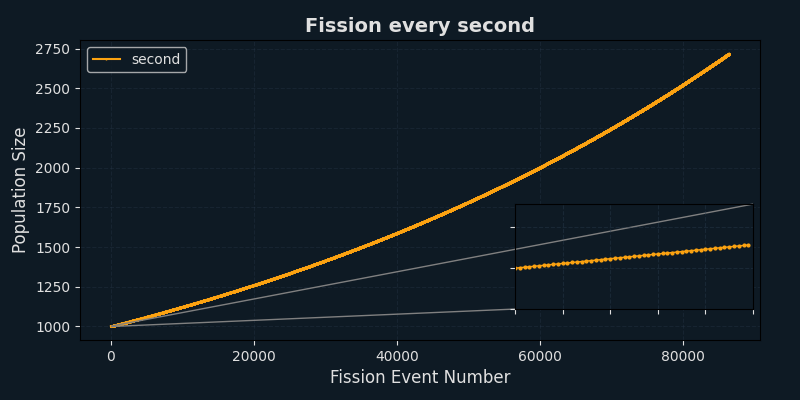 Fission every second
second
Population Size
2750
2500
2250
2000
1750
1500
1250
1000
0 20000 40000 60000 80000
Fission Event Number